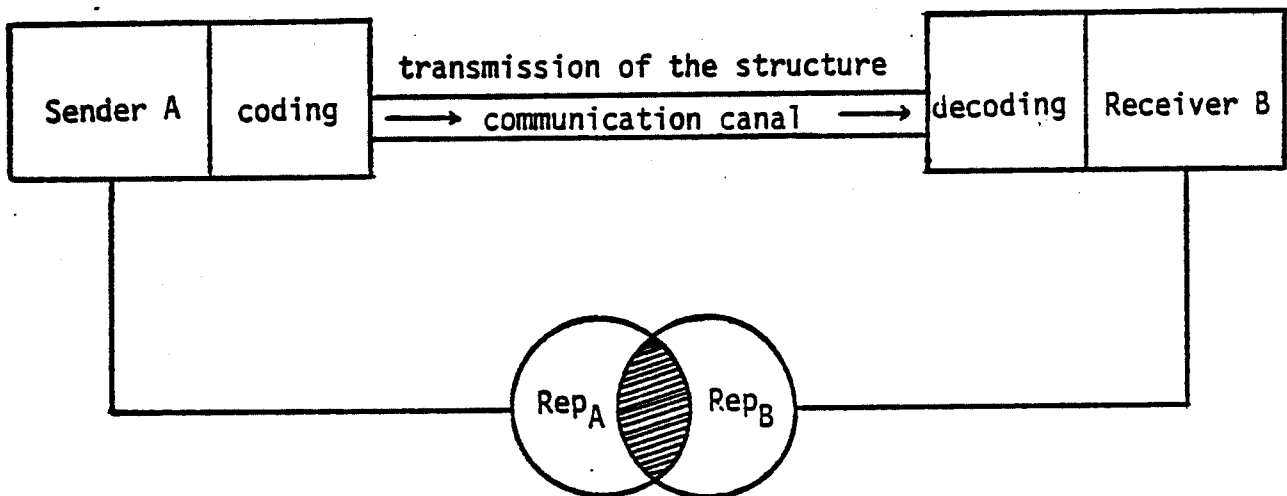 transmission of the structure
Sender A
coding
→ communication canal →
decoding
Receiver B
Rep_A
Rep_B